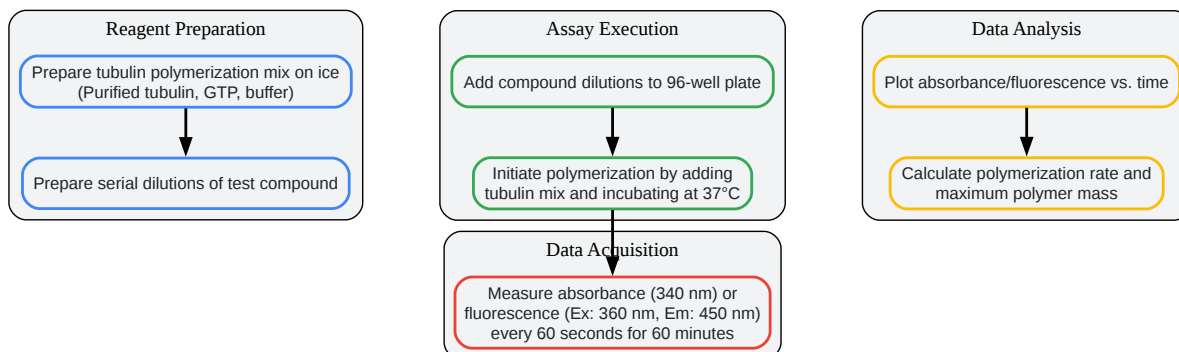 Reagent Preparation
Prepare tubulin polymerization mix on ice
(Purified tubulin, GTP, buffer)
Prepare serial dilutions of test compound
Assay Execution
Add compound dilutions to 96-well plate
Initiate polymerization by adding
tubulin mix and incubating at 37°C
Data Acquisition
Measure absorbance (340 nm) or
fluorescence (Ex: 360 nm, Em: 450 nm)
every 60 seconds for 60 minutes
Data Analysis
Plot absorbance/fluorescence vs. time
Calculate polymerization rate and
maximum polymer mass